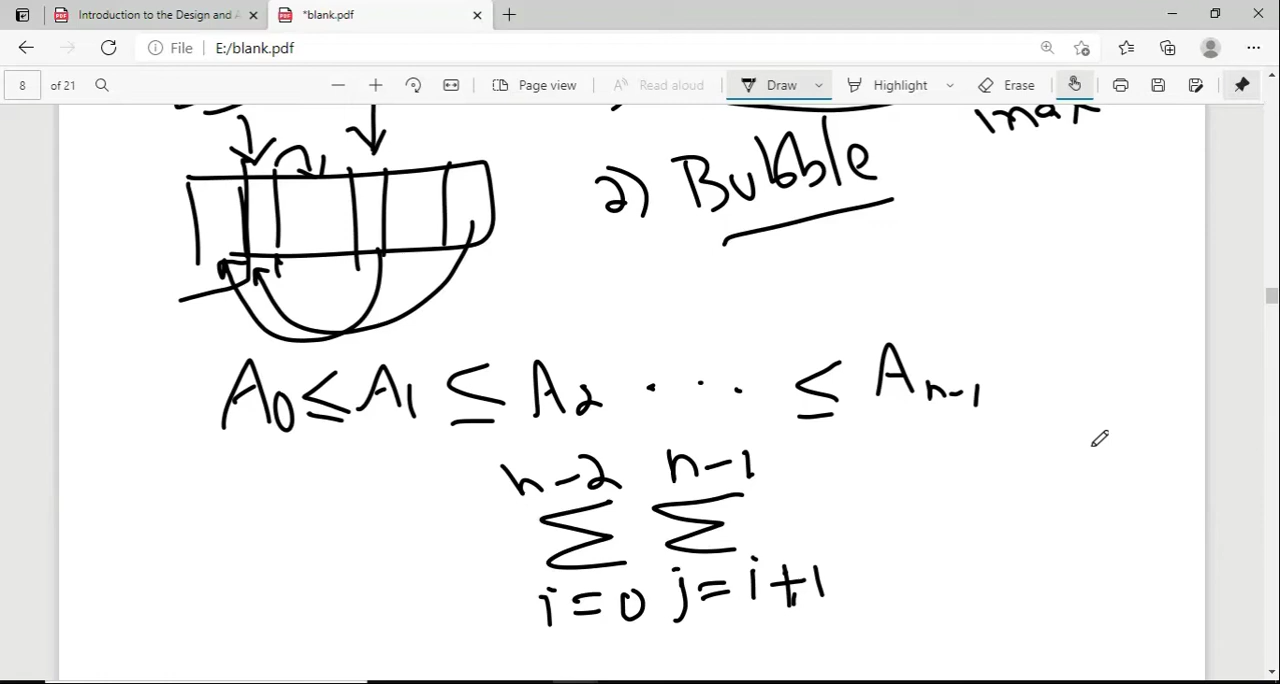 Introduction to the Design and A
*blank.pdf
File E:/blank.pdf
8 of 21 Page view Read aloud Draw Highlight Erase
max
2) Bubble
A0 ≤ A1 ≤ A2 . . . ≤ An-1
n-2 n-1
Σ Σ
i=0 j=i+1